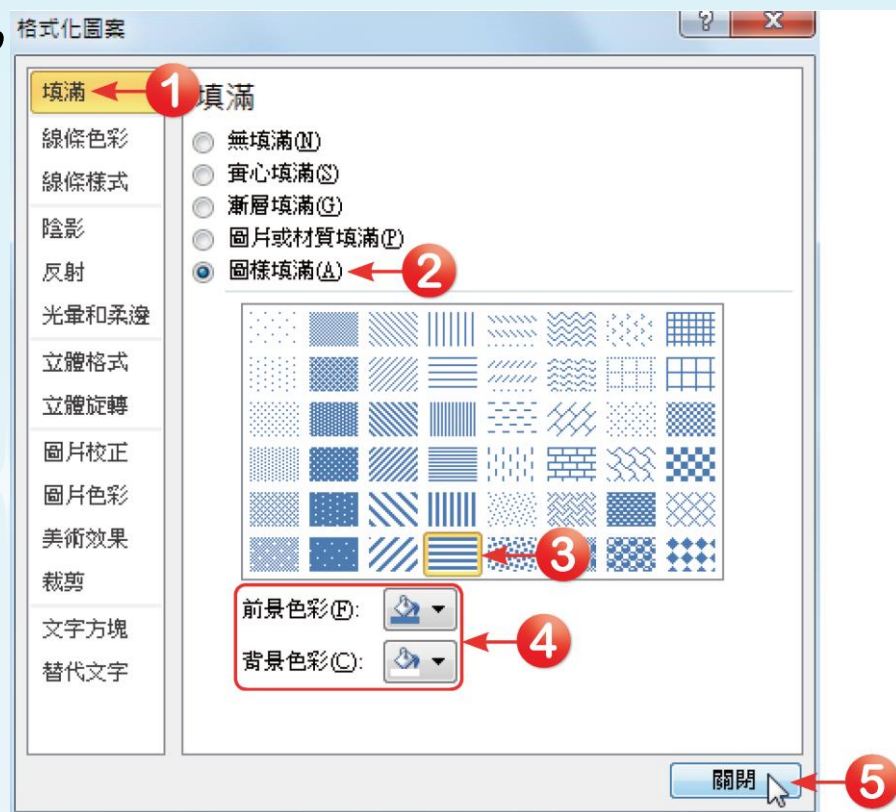 格式化圖案
填滿
線條色彩
線條樣式
陰影
反射
光暈和柔邊
立體格式
立體旋轉
圖片校正
圖片色彩
美術效果
裁剪
文字方塊
替代文字
1
填滿
無填滿(N)
實心填滿(S)
漸層填滿(G)
圖片或材質填滿(P)
圖樣填滿(A)
2
3
前景色彩(F):
背景色彩(C):
4
關閉
5